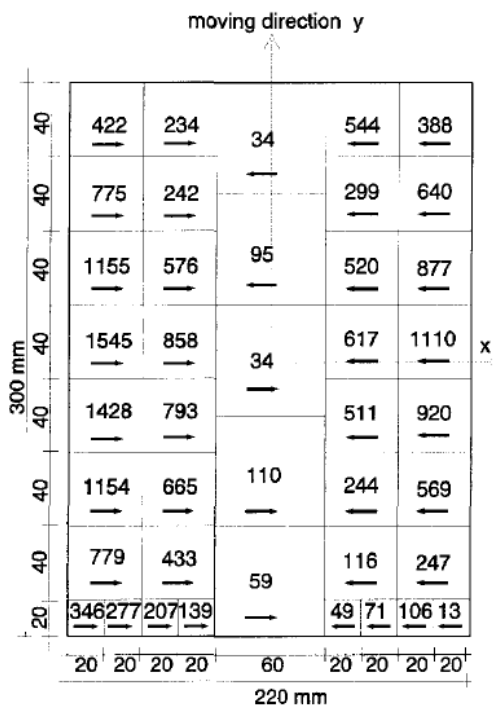 moving direction y
40 422 234 34 544 388
40 775 242 299 640
40 1155 576 95 520 877
40 1545 858 34 617 1110 x
300 mm
40 1428 793 511 920
40 1154 665 110 244 569
40 779 433 59 116 247
20 346 277 207 139 49 71 106 13
20 20 20 20 60 20 20 20 20
220 mm